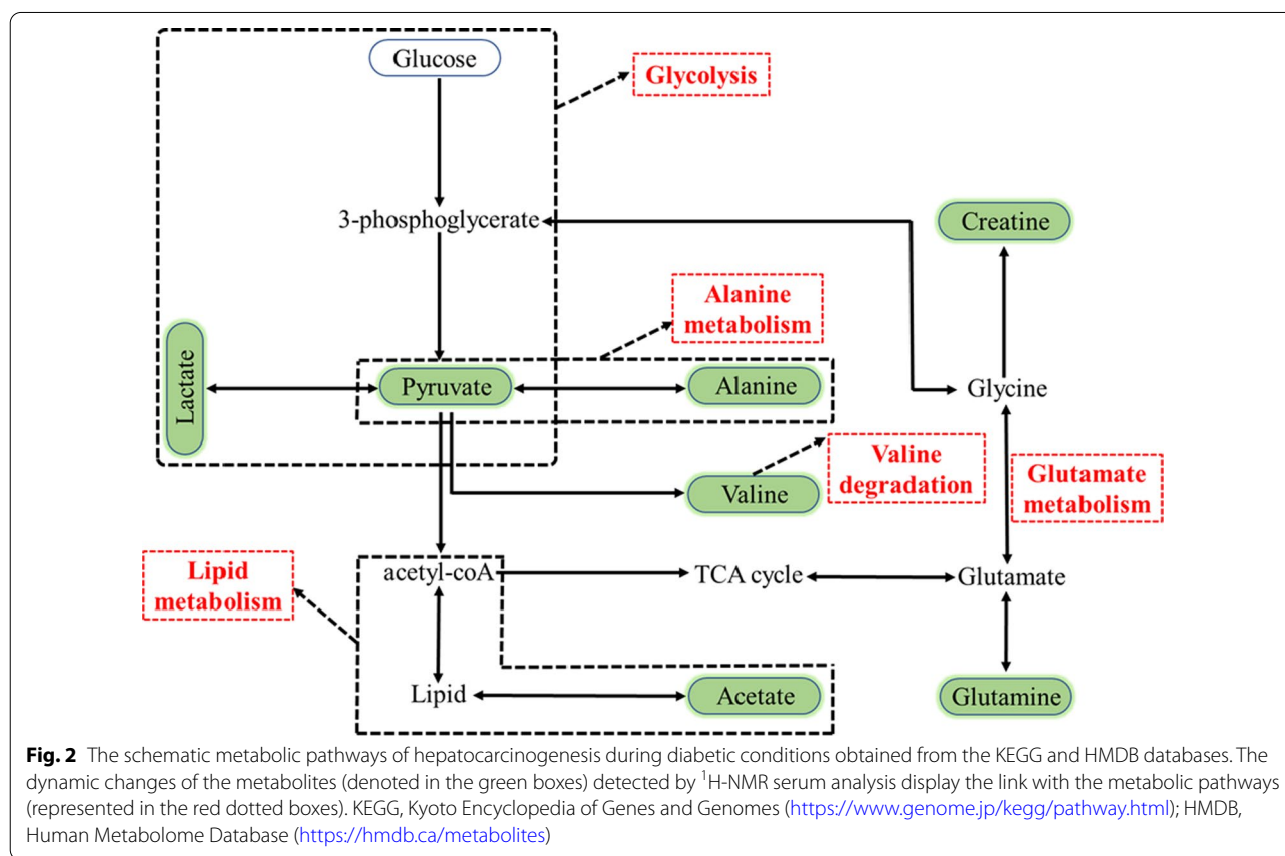 Glucose
Glycolysis
3-phosphoglycerate
Creatine
Alanine
metabolism
Lactate
Pyruvate
Alanine
Glycine
Valine
Valine
degradation
Glutamate
metabolism
Lipid
metabolism
acetyl-coA
TCA cycle
Glutamate
Lipid
Acetate
Glutamine
Fig. 2 The schematic metabolic pathways of hepatocarcinogenesis during diabetic conditions obtained from the KEGG and HMDB databases. The
dynamic changes of the metabolites (denoted in the green boxes) detected by ¹H-NMR serum analysis display the link with the metabolic pathways
(represented in the red dotted boxes). KEGG, Kyoto Encyclopedia of Genes and Genomes (https://www.genome.jp/kegg/pathway.html); HMDB,
Human Metabolome Database (https://hmdb.ca/metabolites)